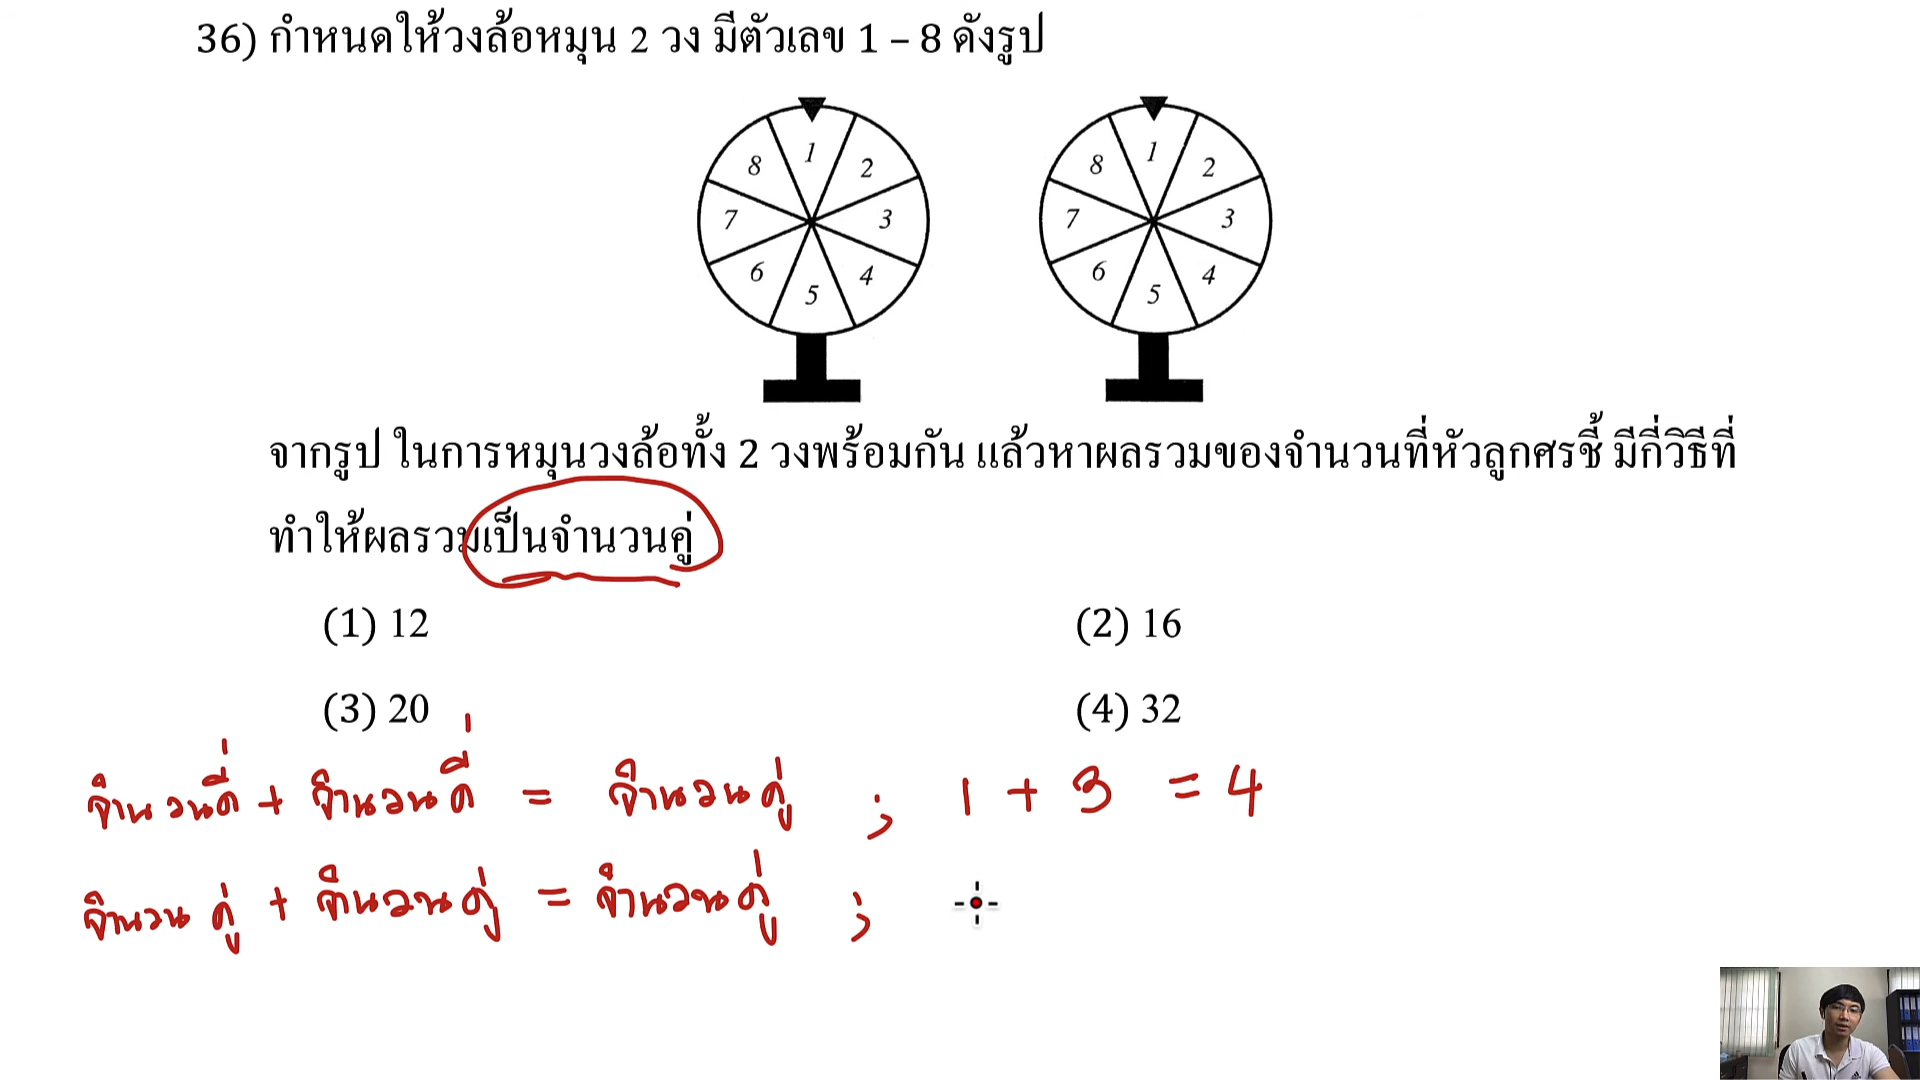 36) กำหนดให้วงล้อหมุน 2 วง มีตัวเลข 1 – 8 ดังรูป
1 2 3 4 5 6 7 8
1 2 3 4 5 6 7 8
จากรูป ในการหมุนวงล้อทั้ง 2 วงพร้อมกัน แล้วหาผลรวมของจำนวนที่หัวลูกศรชี้ มีกี่วิธีที่
ทำให้ผลรวมเป็นจำนวนคู่
(1) 12
(2) 16
(3) 20
(4) 32
จำนวนคี่ + จำนวนคี่ = จำนวนคู่ ; 1 + 3 = 4
จำนวนคู่ + จำนวนคู่ = จำนวนคู่ ;